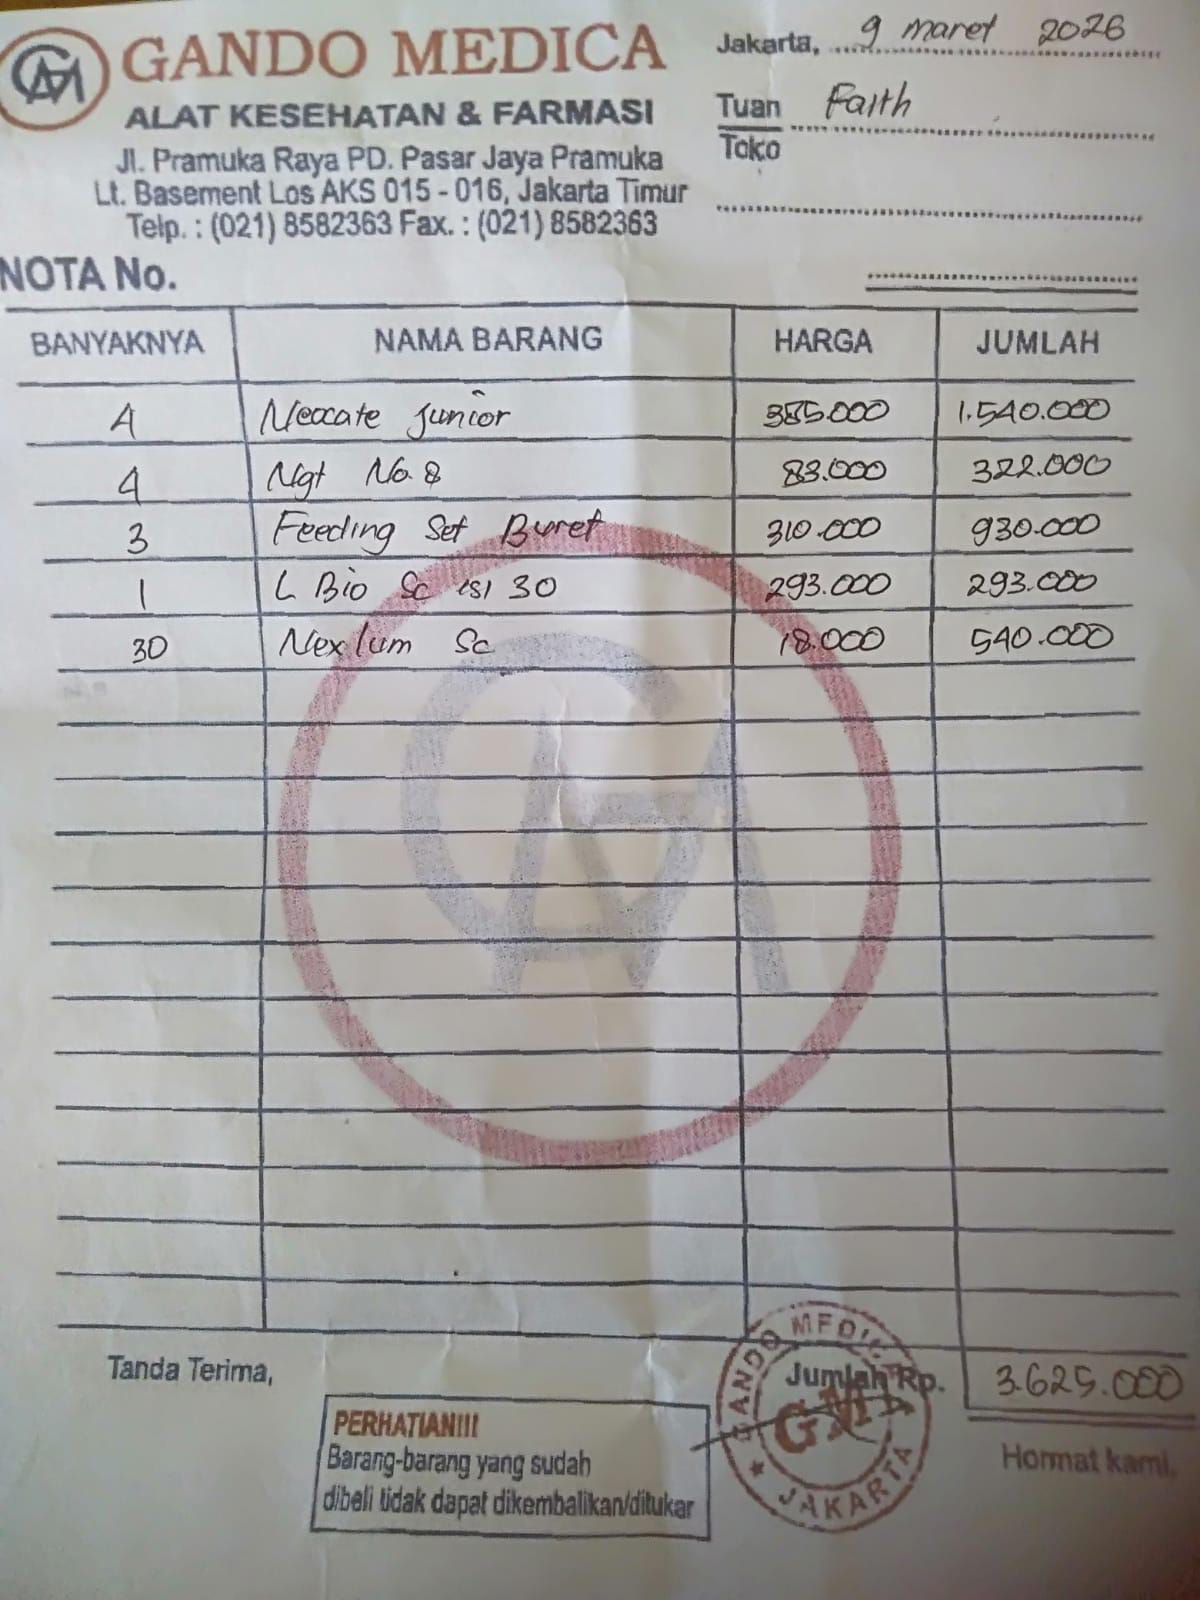 GM GANDO MEDICA
ALAT KESEHATAN & FARMASI
Jl. Pramuka Raya PD. Pasar Jaya Pramuka
Lt. Basement Los AKS 015 - 016, Jakarta Timur
Telp. : (021) 8582363 Fax. : (021) 8582363
Jakarta, 9 maret 2026
Tuan Faith
Toko
NOTA No.
BANYAKNYA NAMA BARANG HARGA JUMLAH
4 Neocate Junior 385.000 1.540.000
4 Ngt No. 8 83.000 322.000
3 Feeding Set Buret 310.000 930.000
1 L Bio Sc isi 30 293.000 293.000
30 Nexium Sc 18.000 540.000
Tanda Terima,
Jumlah Rp. 3.625.000
PERHATIAN!!!
Barang-barang yang sudah
dibeli tidak dapat dikembalikan/ditukar
GANDO MEDICA
GM
JAKARTA
Hormat kami,